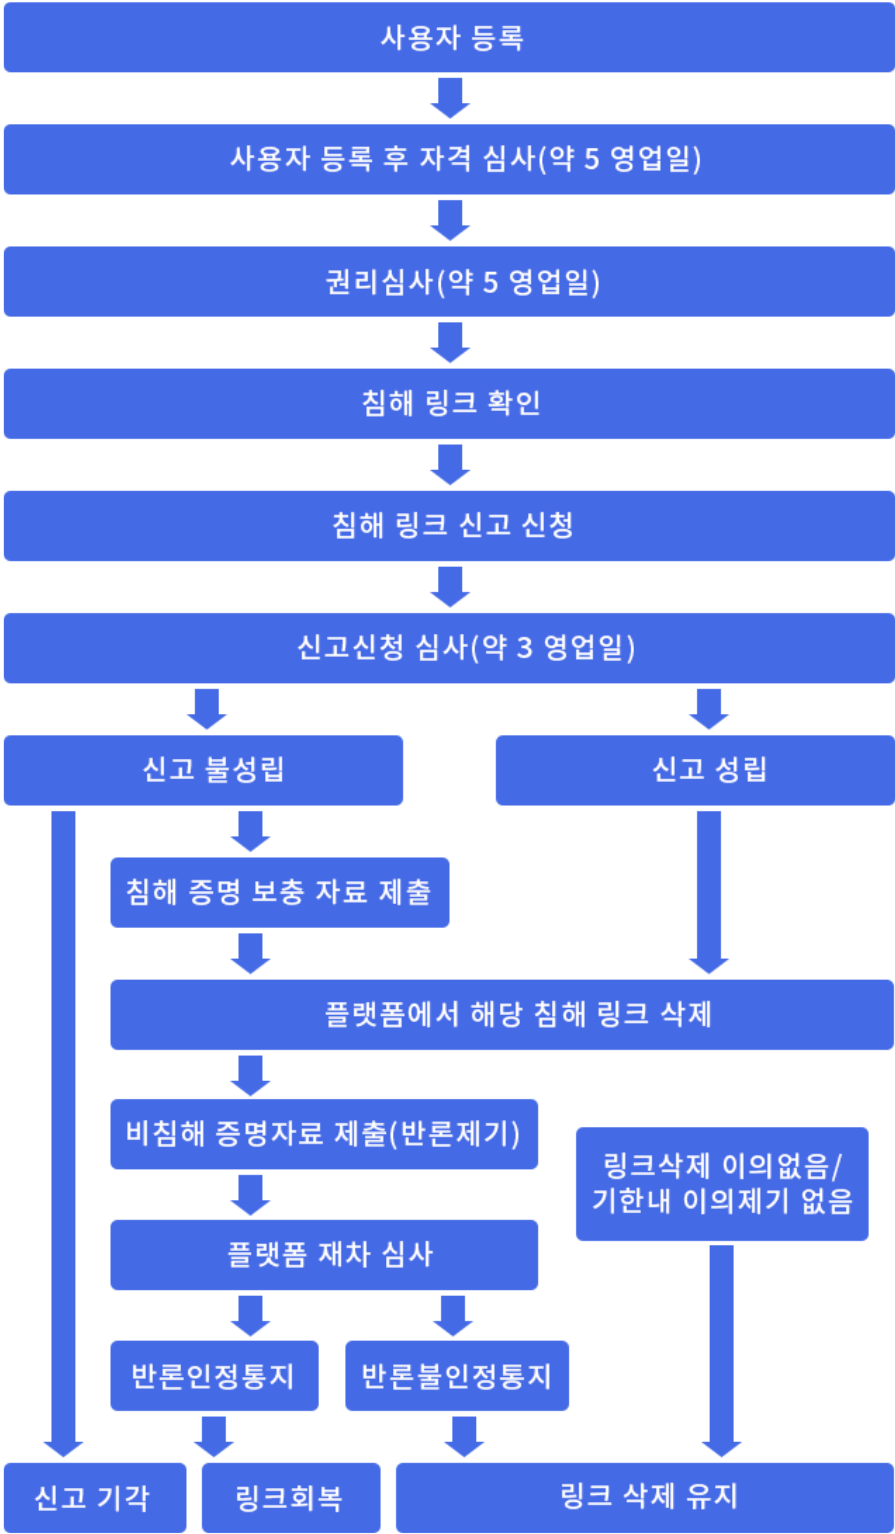 사용자 등록
사용자 등록 후 자격 심사(약 5 영업일)
권리심사(약 5 영업일)
침해 링크 확인
침해 링크 신고 신청
신고신청 심사(약 3 영업일)
신고 불성립
신고 성립
침해 증명 보충 자료 제출
플랫폼에서 해당 침해 링크 삭제
비침해 증명자료 제출(반론제기)
링크삭제 이의없음/
기한내 이의제기 없음
플랫폼 재차 심사
반론인정통지
반론불인정통지
신고 기각
링크회복
링크 삭제 유지